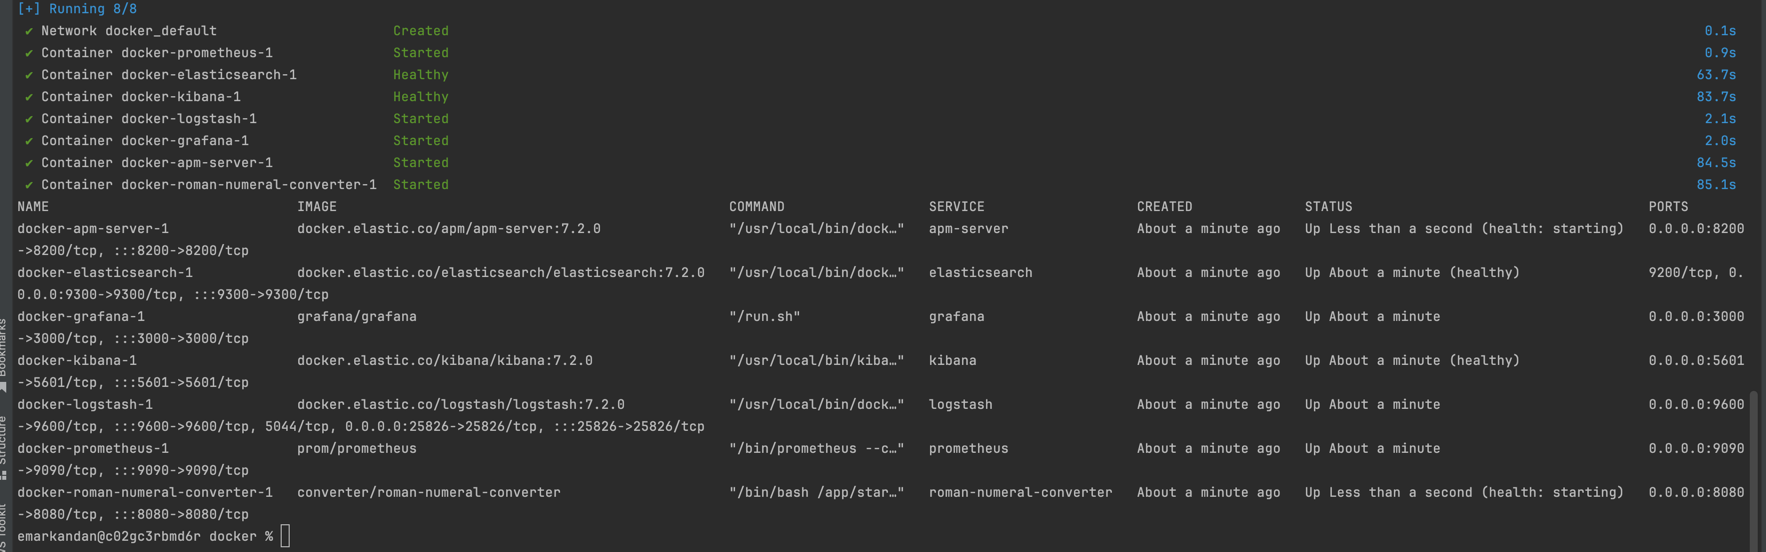 [+] Running 8/8
✔ Network docker_default Created 0.1s
✔ Container docker-prometheus-1 Started 0.9s
✔ Container docker-elasticsearch-1 Healthy 63.7s
✔ Container docker-kibana-1 Healthy 83.7s
✔ Container docker-logstash-1 Started 2.1s
✔ Container docker-grafana-1 Started 2.0s
✔ Container docker-apm-server-1 Started 84.5s
✔ Container docker-roman-numeral-converter-1 Started 85.1s
NAME IMAGE COMMAND SERVICE CREATED STATUS PORTS
docker-apm-server-1 docker.elastic.co/apm/apm-server:7.2.0 "/usr/local/bin/dock…" apm-server About a minute ago Up Less than a second (health: starting) 0.0.0.0:8200
->8200/tcp, :::8200->8200/tcp
docker-elasticsearch-1 docker.elastic.co/elasticsearch/elasticsearch:7.2.0 "/usr/local/bin/dock…" elasticsearch About a minute ago Up About a minute (healthy) 9200/tcp, 0.
0.0.0:9300->9300/tcp, :::9300->9300/tcp
docker-grafana-1 grafana/grafana "/run.sh" grafana About a minute ago Up About a minute 0.0.0.0:3000
->3000/tcp, :::3000->3000/tcp
docker-kibana-1 docker.elastic.co/kibana/kibana:7.2.0 "/usr/local/bin/kiba…" kibana About a minute ago Up About a minute (healthy) 0.0.0.0:5601
->5601/tcp, :::5601->5601/tcp
docker-logstash-1 docker.elastic.co/logstash/logstash:7.2.0 "/usr/local/bin/dock…" logstash About a minute ago Up About a minute 0.0.0.0:9600
->9600/tcp, :::9600->9600/tcp, 5044/tcp, 0.0.0.0:25826->25826/tcp, :::25826->25826/tcp
docker-prometheus-1 prom/prometheus "/bin/prometheus --c…" prometheus About a minute ago Up About a minute 0.0.0.0:9090
->9090/tcp, :::9090->9090/tcp
docker-roman-numeral-converter-1 converter/roman-numeral-converter "/bin/bash /app/star…" roman-numeral-converter About a minute ago Up Less than a second (health: starting) 0.0.0.0:8080
->8080/tcp, :::8080->8080/tcp
emarkandan@c02gc3rbmd6r docker %
Bookmarks
Structure
Toolkit